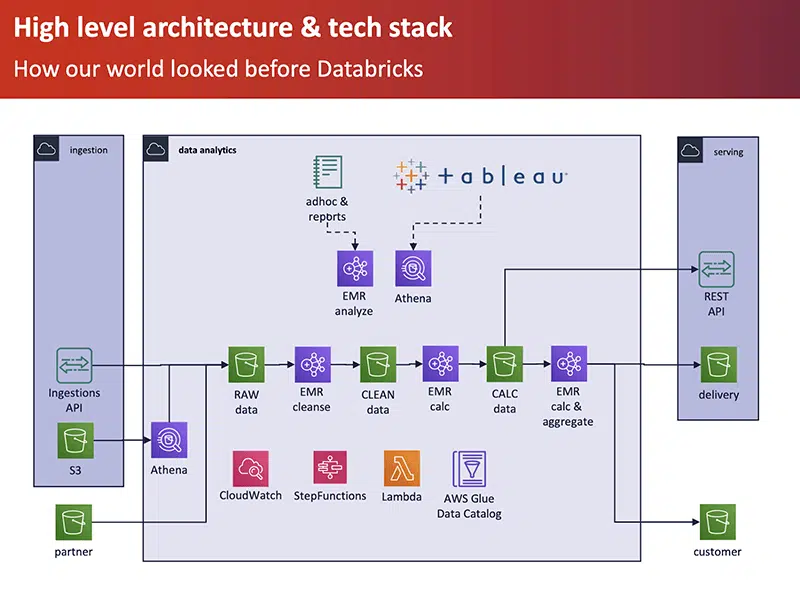 High level architecture & tech stack
How our world looked before Databricks
ingestion
data analytics
serving
adhoc &
reports
+ a b | e a u
EMR
analyze
Athena
REST
API
Ingestions
API
RAW
data
EMR
cleanse
CLEAN
data
EMR
calc
CALC
data
EMR
calc &
aggregate
delivery
S3
Athena
CloudWatch
StepFunctions
Lambda
AWS Glue
Data Catalog
partner
customer